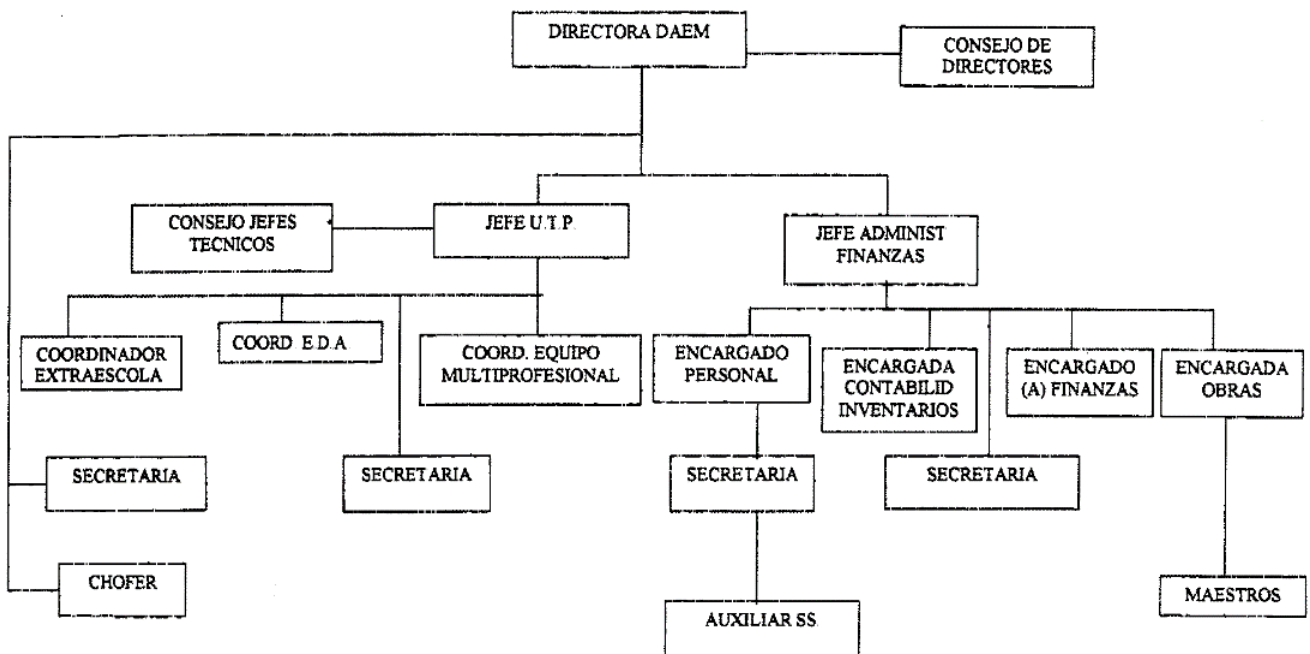 DIRECTORA DAEM
CONSEJO DE
DIRECTORES
CONSEJO JEFES
TECNICOS
JEFE U.T.P.
JEFE ADMINIST
FINANZAS
COORDINADOR
EXTRAESCOLA
COORD E.D.A
COORD. EQUIPO
MULTIPROFESIONAL
ENCARGADO
PERSONAL
ENCARGADA
CONTABILID
INVENTARIOS
ENCARGADO
(A) FINANZAS
ENCARGADA
OBRAS
SECRETARIA
SECRETARIA
SECRETARIA
SECRETARIA
CHOFER
MAESTROS
AUXILIAR SS